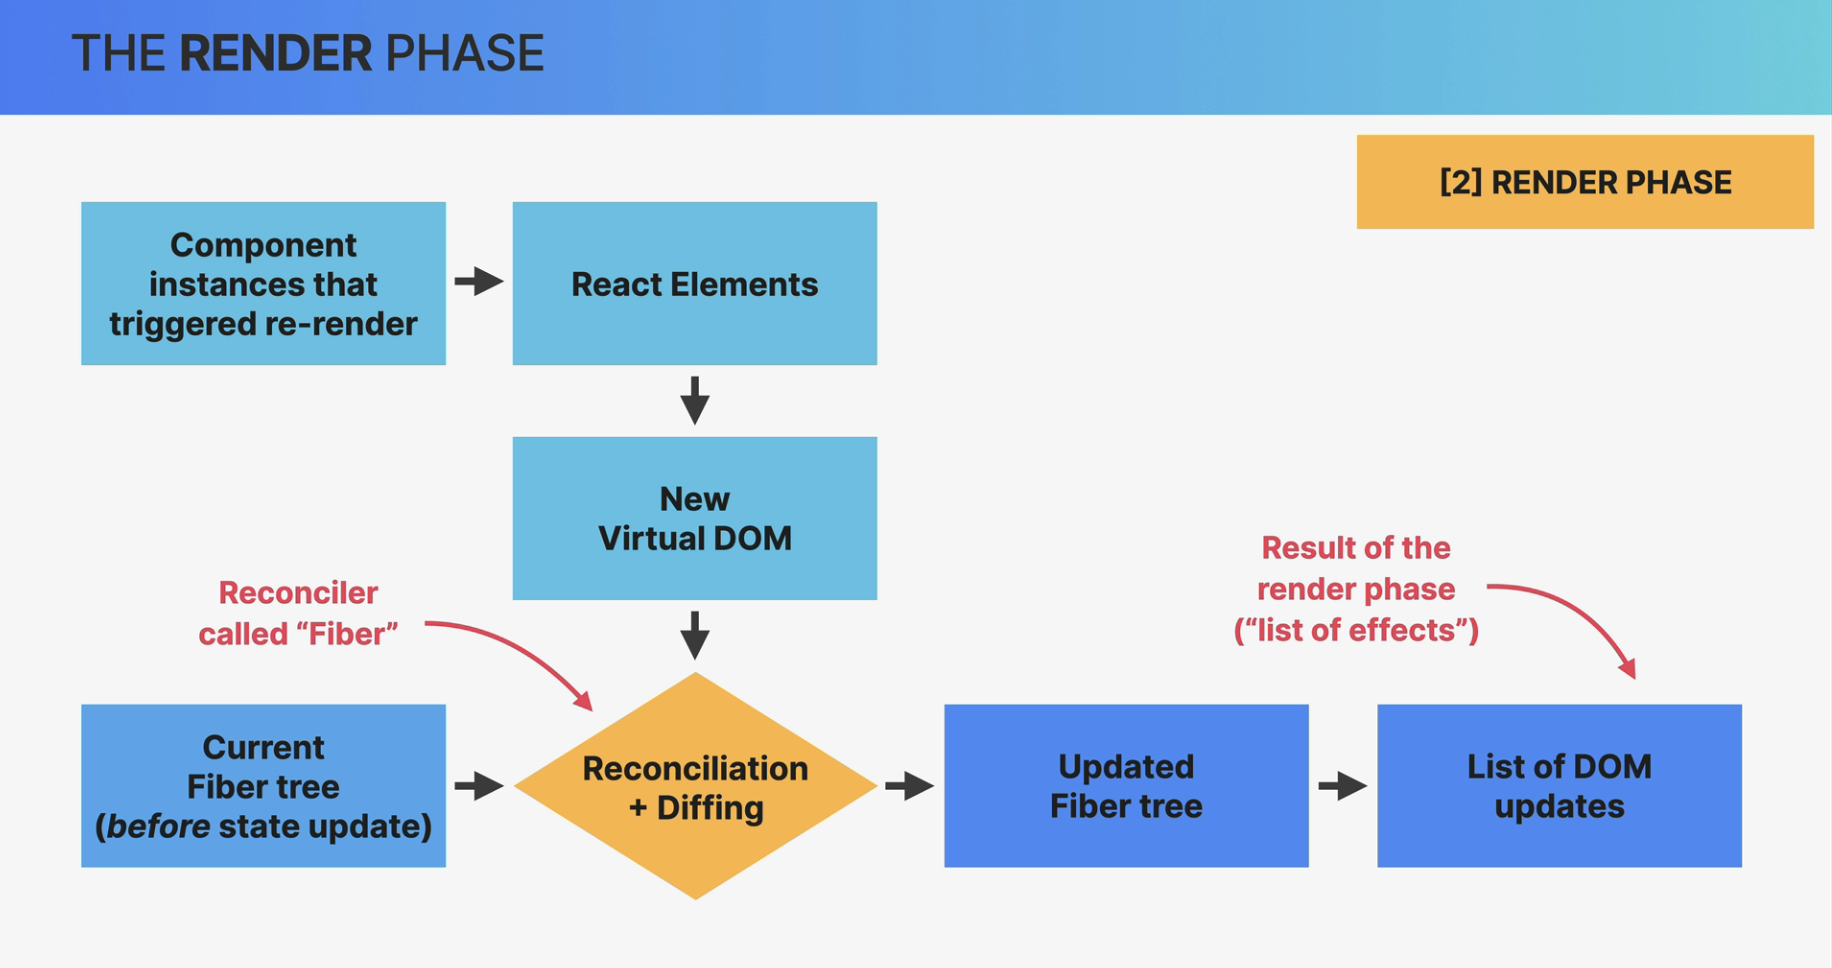 THE RENDER PHASE
[2] RENDER PHASE
Component
instances that
triggered re-render
React Elements
New
Virtual DOM
Reconciler
called “Fiber”
Result of the
render phase
(“list of effects”)
Current
Fiber tree
(before state update)
Reconciliation
+ Diffing
Updated
Fiber tree
List of DOM
updates